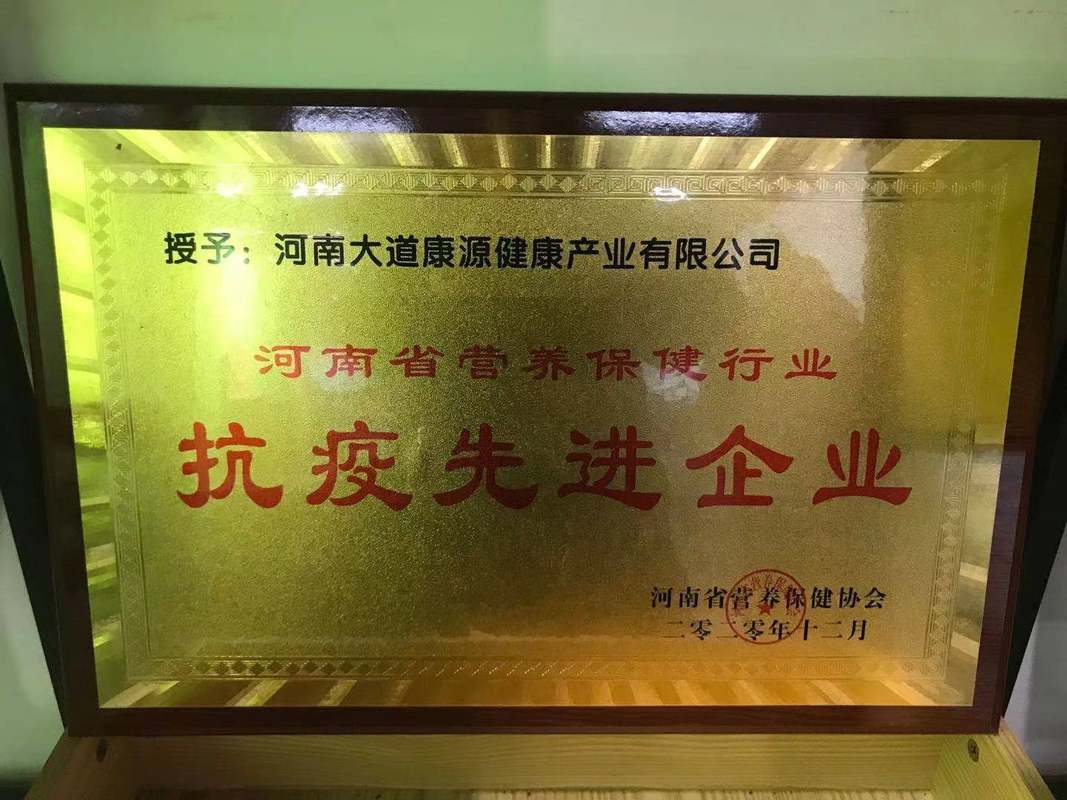 授予：河南大道康源健康产业有限公司
河南省营养保健行业
抗疫先进企业
河南省营养保健协会
二零二零年十二月